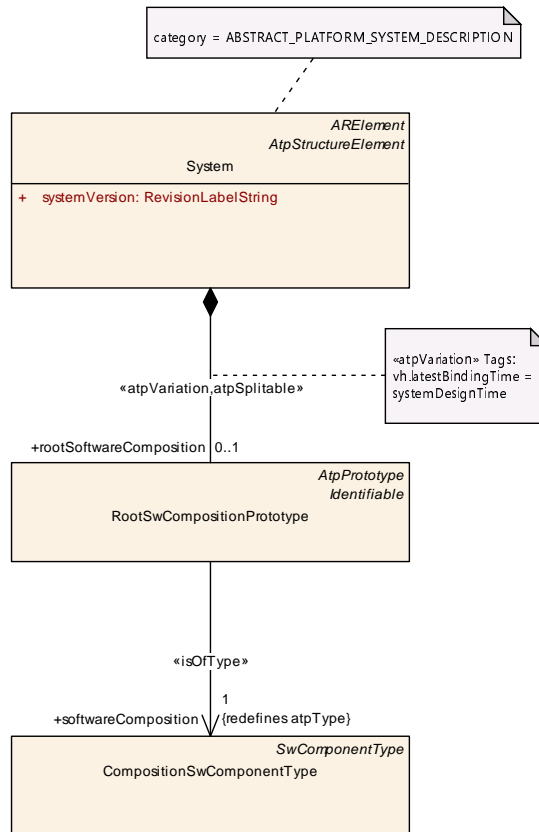 category = ABSTRACT_PLATFORM_SYSTEM_DESCRIPTION
ARElement
AtpStructureElement
System
+ systemVersion: RevisionLabelString
«atpVariation» Tags:
vh.latestBindingTime =
systemDesignTime
«atpVariation,atpSplitable»
+rootSoftwareComposition 0..1
AtpPrototype
Identifiable
RootSwCompositionPrototype
«isOfType»
1
+softwareComposition {redefines atpType}
SwComponentType
CompositionSwComponentType